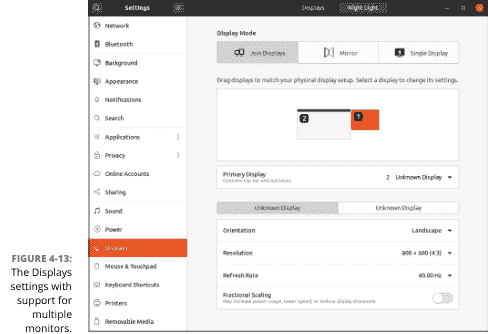 Settings
Displays
Night Light
Network
Bluetooth
Background
Appearance
Notifications
Search
Applications
Privacy
Online Accounts
Sharing
Sound
Power
Displays
Mouse & Touchpad
Keyboard Shortcuts
Printers
Removable Media
Display Mode
Join Displays
Mirror
1 Single Display
Drag displays to match your physical display setup. Select a display to change its settings.
2
1
Primary Display
Contains top bar and Activities
2 Unknown Display
Unknown Display
Unknown Display
Orientation
Landscape
Resolution
800 × 600 (4:3)
Refresh Rate
60.00 Hz
Fractional Scaling
May increase power usage, lower speed, or reduce display sharpness.
FIGURE 4-13:
The Displays
settings with
support for
multiple
monitors.